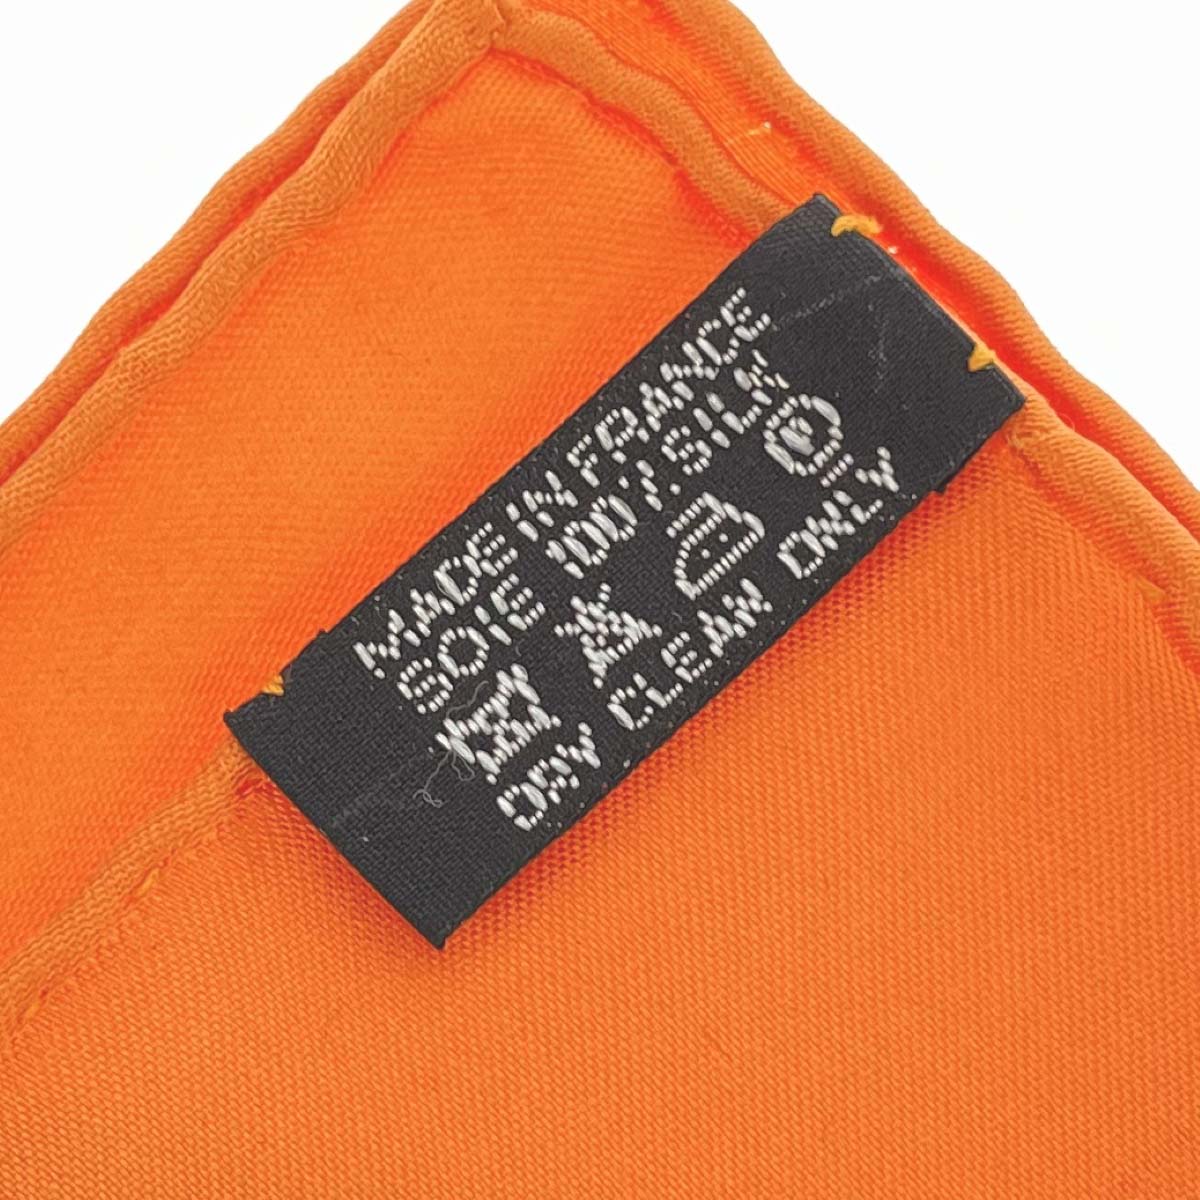 MADE IN FRANCE
SOIE 100%.SILK
P
DRY CLEAN ONLY